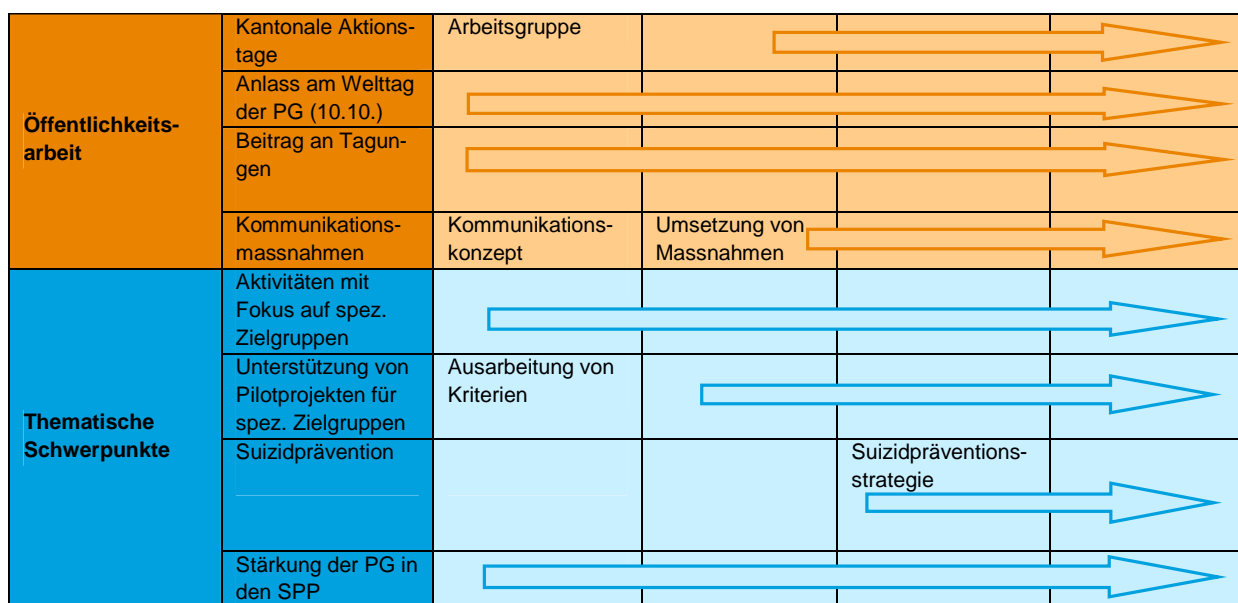 Kantonale Aktions-
tage
Arbeitsgruppe
Anlass am Welttag
der PG (10.10.)
Öffentlichkeits-
arbeit
Beitrag an Tagun-
gen
Kommunikations-
massnahmen
Kommunikations-
konzept
Umsetzung von
Massnahmen
Aktivitäten mit
Fokus auf spez.
Zielgruppen
Unterstützung von
Pilotprojekten für
spez. Zielgruppen
Ausarbeitung von
Kriterien
Thematische
Schwerpunkte
Suizidprävention
Suizidpräventions-
strategie
Stärkung der PG in
den SPP